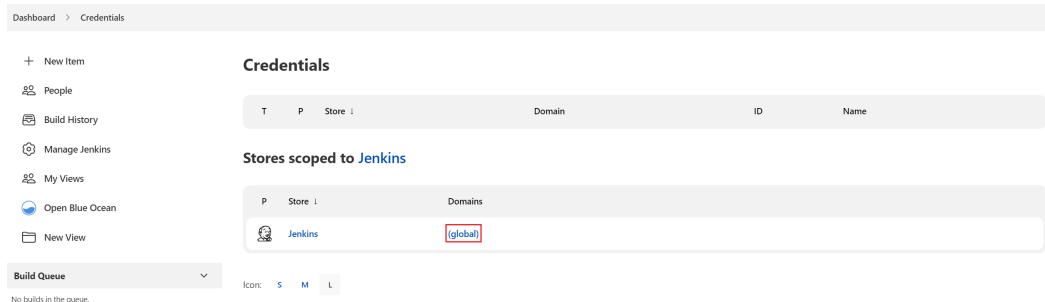 Dashboard > Credentials
New Item
People
Build History
Manage Jenkins
My Views
Open Blue Ocean
New View
Build Queue
No builds in the queue.
Credentials
T P Store ↓ Domain ID Name
Stores scoped to Jenkins
P Store ↓ Domains
Jenkins (global)
Icon: S M L